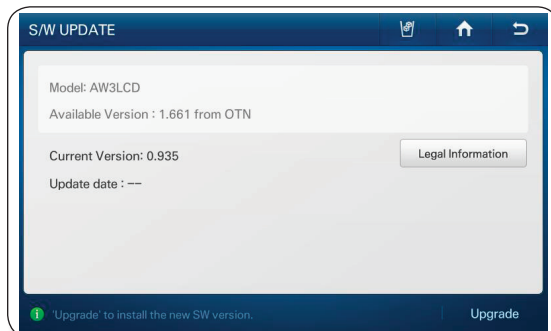 S/W UPDATE
Model: AW3LCD
Available Version : 1.661 from OTN
Current Version: 0.935
Legal Information
Update date : --
'Upgrade' to install the new SW version.
Upgrade